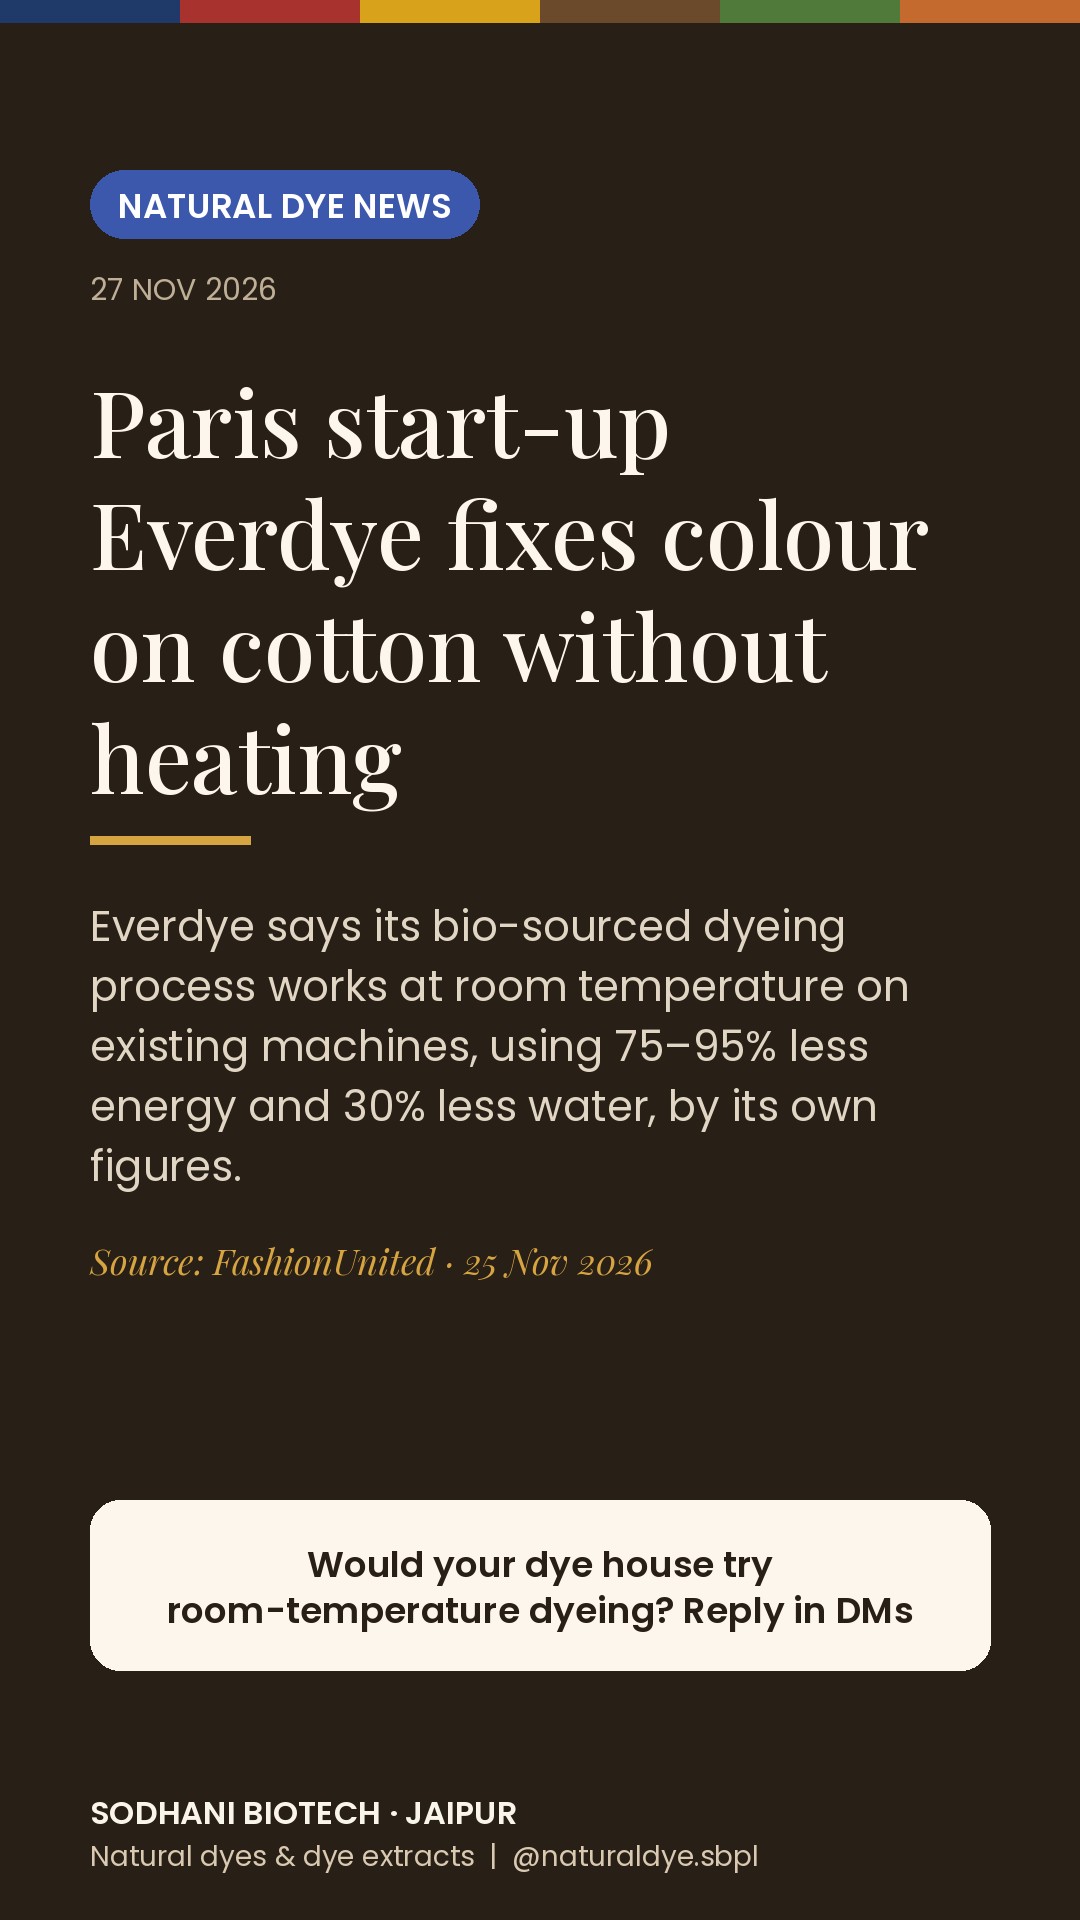 NATURAL DYE NEWS
27 NOV 2026
Paris start-up
Everdye fixes colour
on cotton without
heating
Everdye says its bio-sourced dyeing
process works at room temperature on
existing machines, using 75–95% less
energy and 30% less water, by its own
figures.
Source: FashionUnited · 25 Nov 2026
Would your dye house try
room-temperature dyeing? Reply in DMs
SODHANI BIOTECH · JAIPUR
Natural dyes & dye extracts | @naturaldye.sbpl